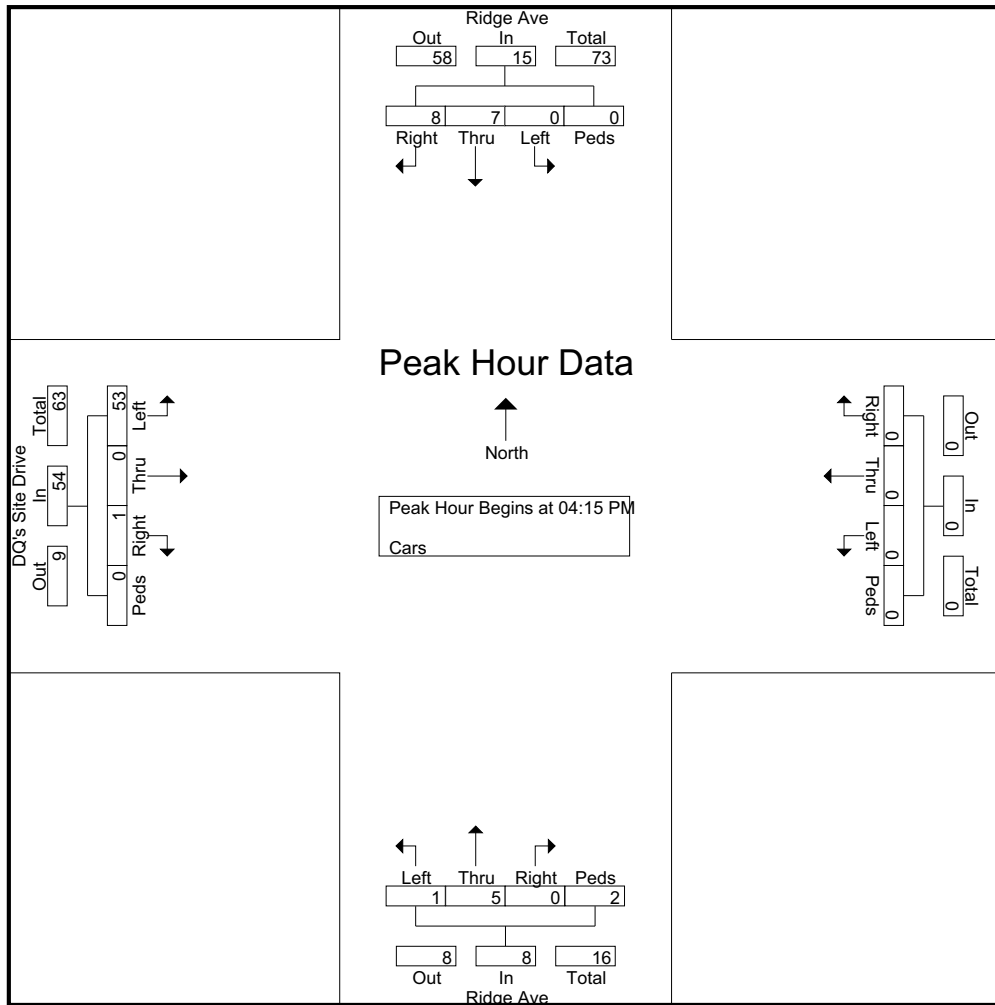 Ridge Ave
Out In Total
58 15 73
8 7 0 0
Right Thru Left Peds
Peak Hour Data
North
Peak Hour Begins at 04:15 PM
Cars
DQ's Site Drive
Out In Total
9 54 63
0 1 0 53
Peds Right Thru Left
Right Thru Left Peds
0 0 0 0
Out In Total
0 0 0
Left Thru Right Peds
1 5 0 2
8 8 16
Out In Total
Ridge Ave